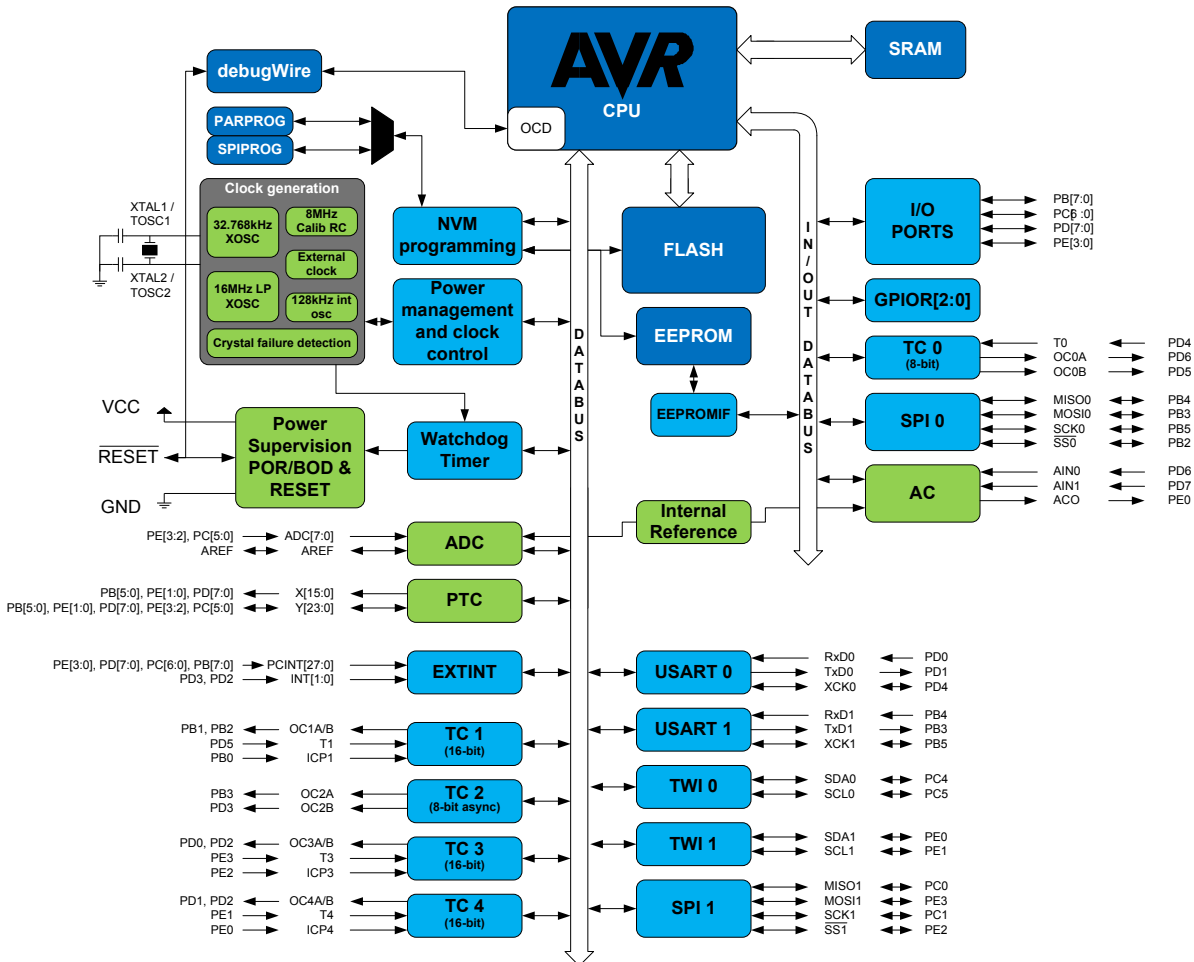 AVR
CPU
OCD
SRAM
debugWire
PARPROG
SPIPROG
Clock generation
32.768kHz
XOSC
8MHz
Calib RC
External
clock
16MHz LP
XOSC
128kHz int
osc
Crystal failure detection
XTAL1 /
TOSC1
XTAL2 /
TOSC2
NVM
programming
Power
management
and clock
control
FLASH
EEPROM
EEPROMIF
DATABUS
IN/OUT DATABUS
VCC
RESET
GND
Power
Supervision
POR/BOD &
RESET
Watchdog
Timer
Internal
Reference
I/O
PORTS
PB[7:0]
PC[6:0]
PD[7:0]
PE[3:0]
GPIOR[2:0]
TC 0
(8-bit)
T0 PD4
OC0A PD6
OC0B PD5
SPI 0
MISO0 PB4
MOSI0 PB3
SCK0 PB5
SS0 PB2
AC
AIN0 PD6
AIN1 PD7
ACO PE0
PE[3:2], PC[5:0] ADC[7:0]
AREF AREF
ADC
PB[5:0], PE[1:0], PD[7:0] X[15:0]
PB[5:0], PE[1:0], PD[7:0], PE[3:2], PC[5:0] Y[23:0]
PTC
PE[3:0], PD[7:0], PC[6:0], PB[7:0] PCINT[27:0]
PD3, PD2 INT[1:0]
EXTINT
PB1, PB2 OC1A/B
PD5 T1
PB0 ICP1
TC 1
(16-bit)
PB3 OC2A
PD3 OC2B
TC 2
(8-bit async)
PD0, PD2 OC3A/B
PE3 T3
PE2 ICP3
TC 3
(16-bit)
PD1, PD2 OC4A/B
PE1 T4
PE0 ICP4
TC 4
(16-bit)
USART 0
RxD0 PD0
TxD0 PD1
XCK0 PD4
USART 1
RxD1 PB4
TxD1 PB3
XCK1 PB5
TWI 0
SDA0 PC4
SCL0 PC5
TWI 1
SDA1 PE0
SCL1 PE1
SPI 1
MISO1 PC0
MOSI1 PE3
SCK1 PC1
SS1 PE2